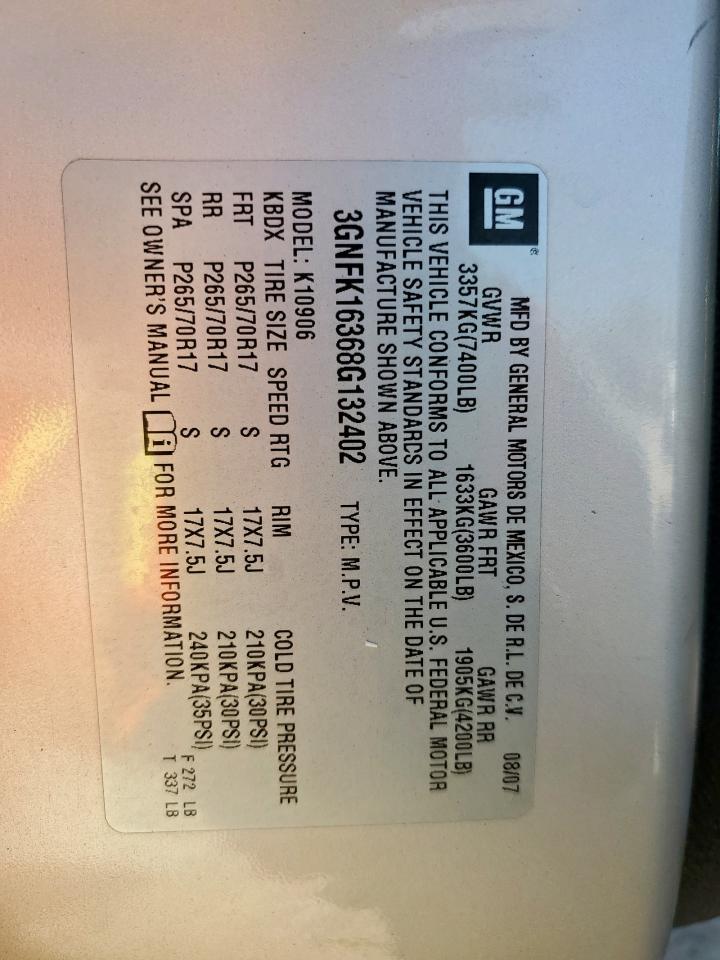 GM®
MFD BY GENERAL MOTORS DE MEXICO, S. DE R.L. DE C.V. 08/07
GVWR GAWR FRT GAWR RR
3357KG(7400LB) 1633KG(3600LB) 1905KG(4200LB)
THIS VEHICLE CONFORMS TO ALL APPLICABLE U.S. FEDERAL MOTOR
VEHICLE SAFETY STANDARDS IN EFFECT ON THE DATE OF
MANUFACTURE SHOWN ABOVE.
3GNFK16368G132402 TYPE: M.P.V.
MODEL: K10906
KBDX TIRE SIZE SPEED RTG RIM COLD TIRE PRESSURE
FRT P265/70R17 S 17X7.5J 210KPA(30PSI)
RR P265/70R17 S 17X7.5J 210KPA(30PSI)
SPA P265/70R17 S 17X7.5J 240KPA(35PSI)
SEE OWNER'S MANUAL i FOR MORE INFORMATION.
F 272 LB
T 337 LB